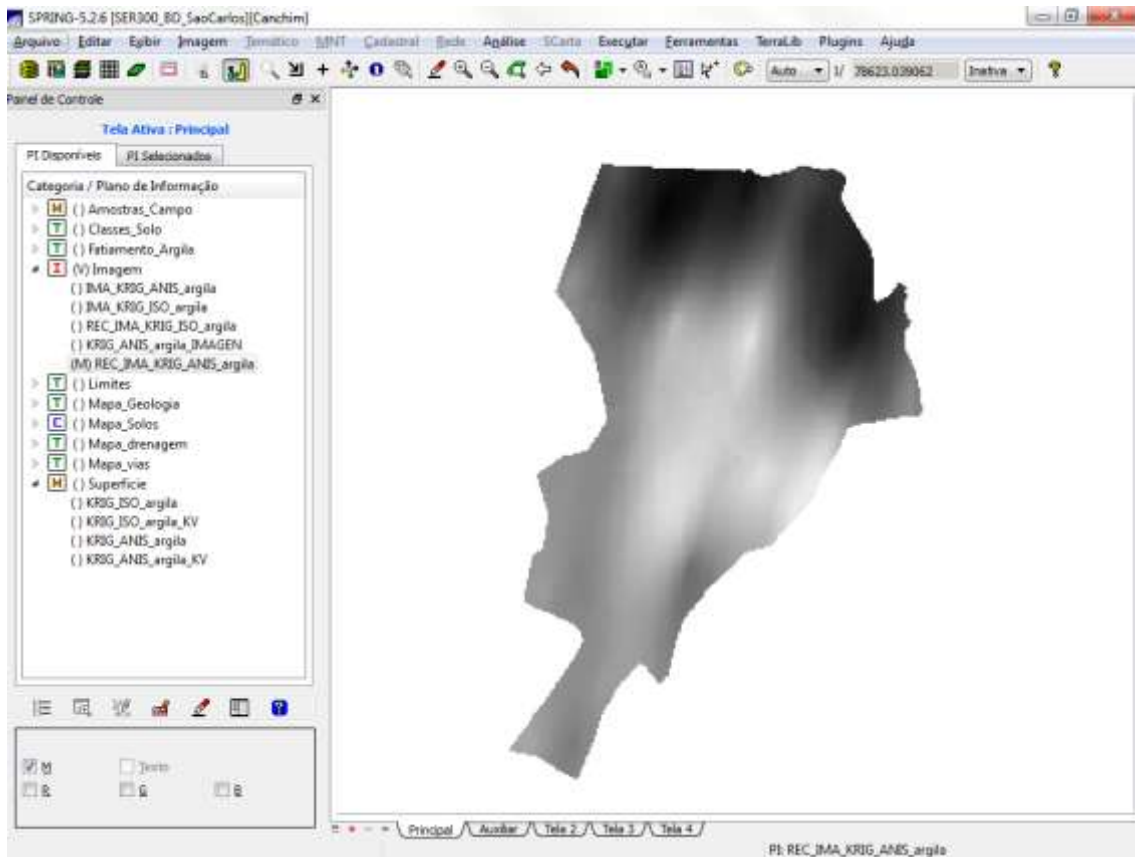 SPRING-5.2.6 [SER300_BD_SaoCarlos][Canchim]
Arquivo Editar Exibir Imagem Temático MNT Cadastral Rede Análise SCarta Executar Ferramentas TerraLib Plugins Ajuda
Auto 1/ 78623.039062 Inativa
Painel de Controle
Tela Ativa : Principal
PI Disponíveis PI Selecionados
Categoria / Plano de Informação
M () Amostras_Campo
T () Classes_Solo
T () Fatiamento_Argila
I (V) Imagem
() IMA_KRIG_ANIS_argila
() IMA_KRIG_ISO_argila
() REC_IMA_KRIG_ISO_argila
() KRIG_ANIS_argila_IMAGEN
(M) REC_IMA_KRIG_ANIS_argila
T () Limites
T () Mapa_Geologia
C () Mapa_Solos
T () Mapa_drenagem
T () Mapa_vias
M () Superficie
() KRIG_ISO_argila
() KRIG_ISO_argila_KV
() KRIG_ANIS_argila
() KRIG_ANIS_argila_KV
M Texto
R G B
Principal Auxiliar Tela 2 Tela 3 Tela 4
PI: REC_IMA_KRIG_ANIS_argila